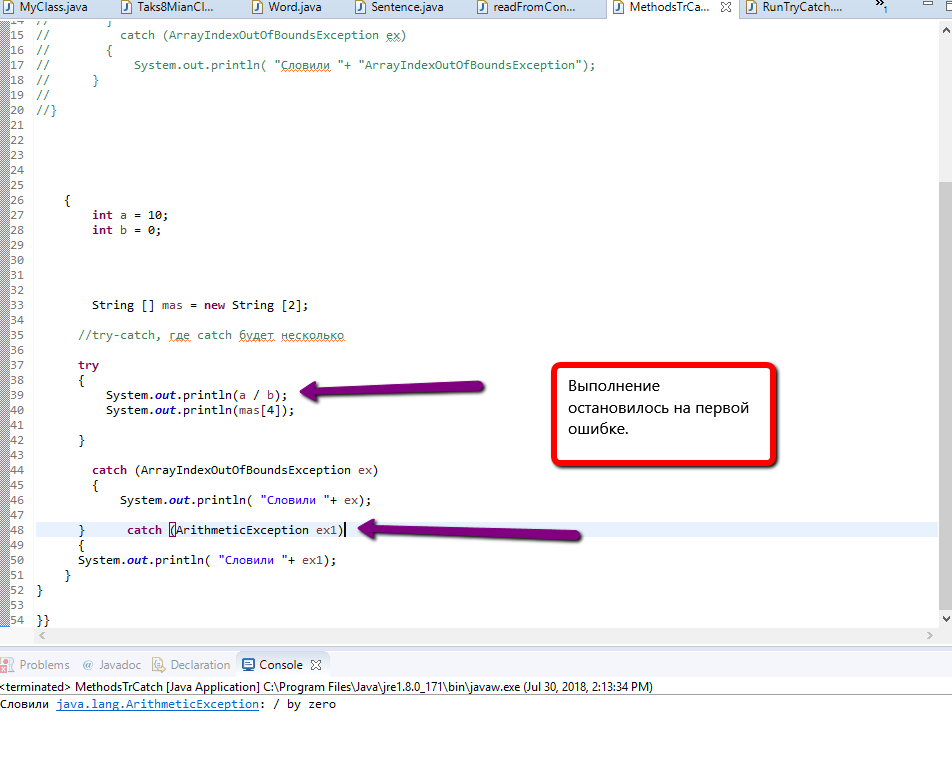 MyClass.java Taks8MianCl... Word.java Sentence.java readFromCon... MethodsTrCa... RunTryCatch.... »1
14 // }
15 // catch (ArrayIndexOutOfBoundsException ex)
16 // {
17 // System.out.println( "Словили "+ "ArrayIndexOutOfBoundsException");
18 // }
19 //
20 //}
21
22
23
24
25
26 {
27 int a = 10;
28 int b = 0;
29
30
31
32
33 String [] mas = new String [2];
34
35 //try-catch, где catch будет несколько
36
37 try
38 {
39 System.out.println(a / b);
40 System.out.println(mas[4]);
41
42 }
43
44 catch (ArrayIndexOutOfBoundsException ex)
45 {
46 System.out.println( "Словили "+ ex);
47
48 } catch (ArithmeticException ex1)
49 {
50 System.out.println( "Словили "+ ex1);
51 }
52 }
53
54 }}
Выполнение
остановилось на первой
ошибке.
Problems @ Javadoc Declaration Console
<terminated> MethodsTrCatch [Java Application] C:\Program Files\Java\jre1.8.0_171\bin\javaw.exe (Jul 30, 2018, 2:13:34 PM)
Словили java.lang.ArithmeticException: / by zero